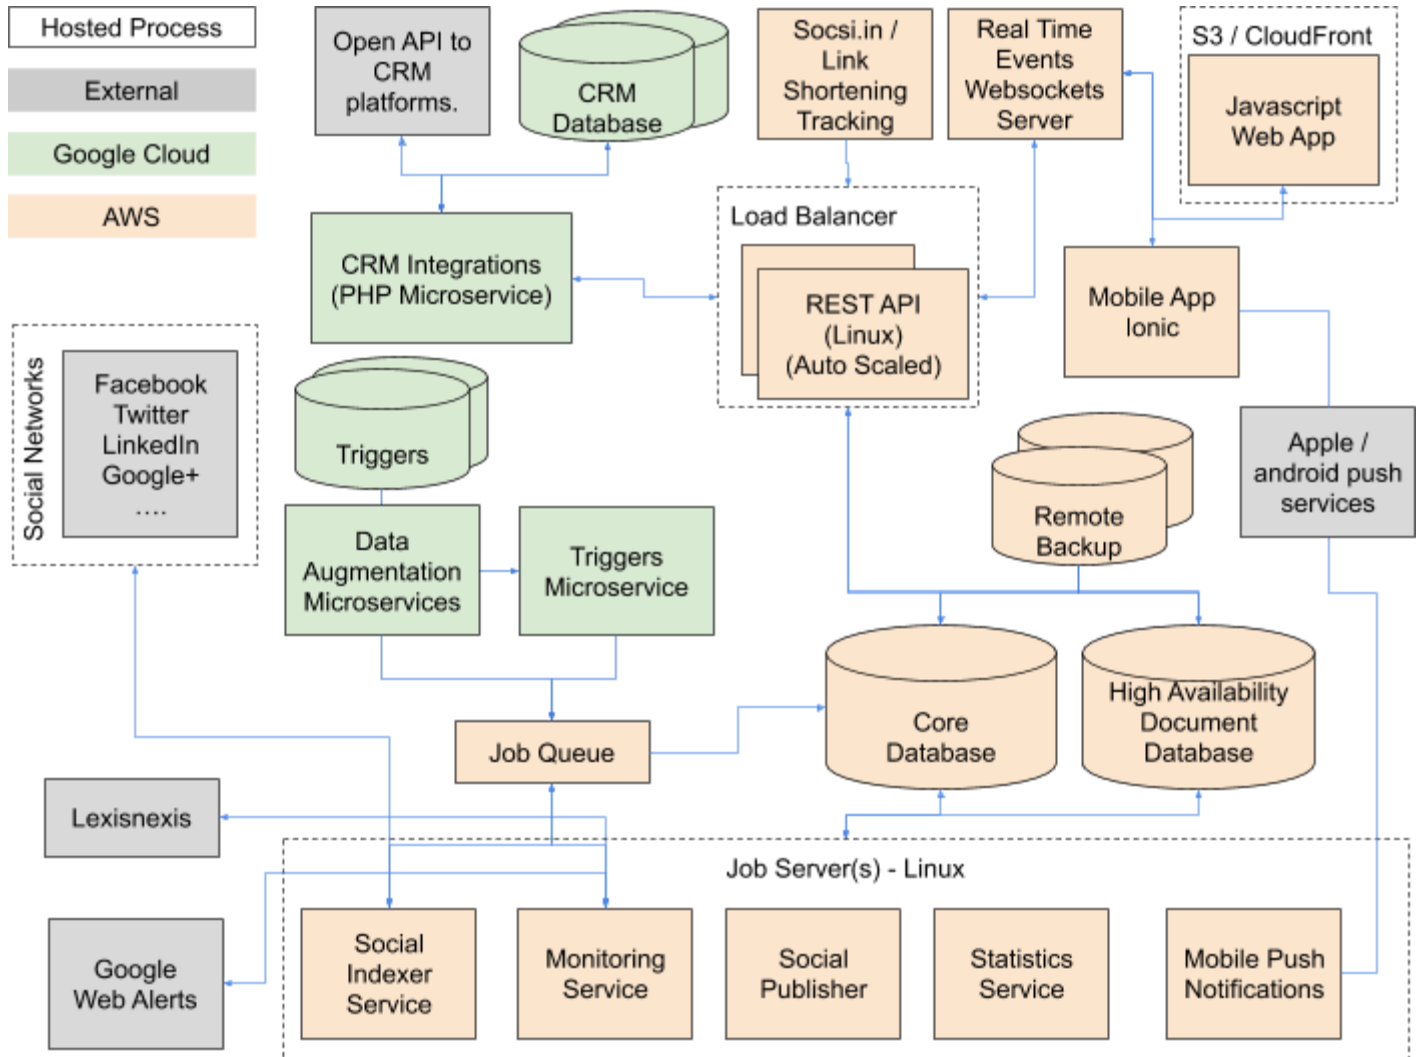 Hosted Process
External
Google Cloud
AWS
Open API to
CRM
platforms.
CRM
Database
Socsi.in /
Link
Shortening
Tracking
Real Time
Events
Websockets
Server
S3 / CloudFront
Javascript
Web App
CRM Integrations
(PHP Microservice)
Load Balancer
REST API
(Linux)
(Auto Scaled)
Mobile App
Ionic
Social Networks
Facebook
Twitter
LinkedIn
Google+
....
Triggers
Data
Augmentation
Microservices
Triggers
Microservice
Remote
Backup
Apple /
android push
services
Job Queue
Core
Database
High Availability
Document
Database
Lexisnexis
Google
Web Alerts
Job Server(s) - Linux
Social
Indexer
Service
Monitoring
Service
Social
Publisher
Statistics
Service
Mobile Push
Notifications